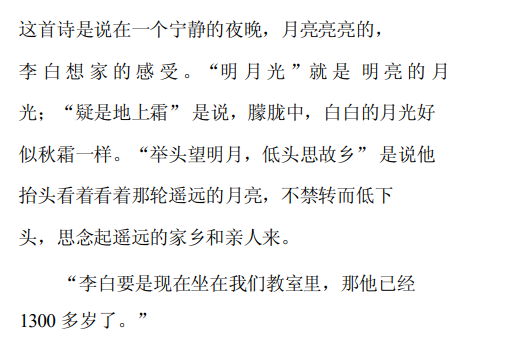 这首诗是说在一个宁静的夜晚，月亮亮亮的，
李白想家的感受。“明月光”就是 明亮的月
光；“疑是地上霜” 是说，朦胧中，白白的月光好
似秋霜一样。“举头望明月，低头思故乡” 是说他
抬头看着看着那轮遥远的月亮，不禁转而低下
头，思念起遥远的家乡和亲人来。
“李白要是现在坐在我们教室里，那他已经
1300 多岁了。”